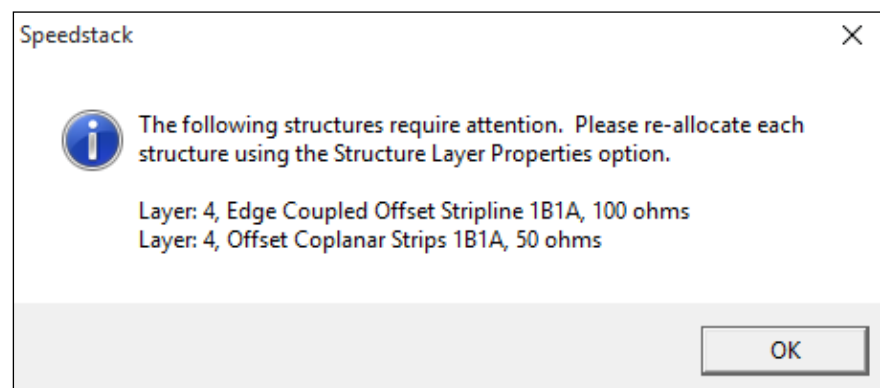 Speedstack
The following structures require attention.  Please re-allocate each
structure using the Structure Layer Properties option.
Layer: 4, Edge Coupled Offset Stripline 1B1A, 100 ohms
Layer: 4, Offset Coplanar Strips 1B1A, 50 ohms
OK